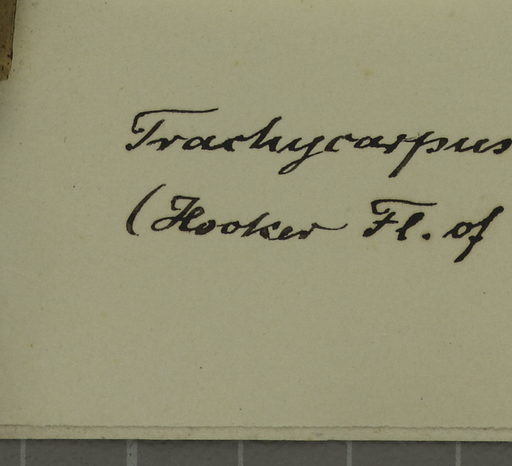 Trachycarpus
(Hooker Fl. of